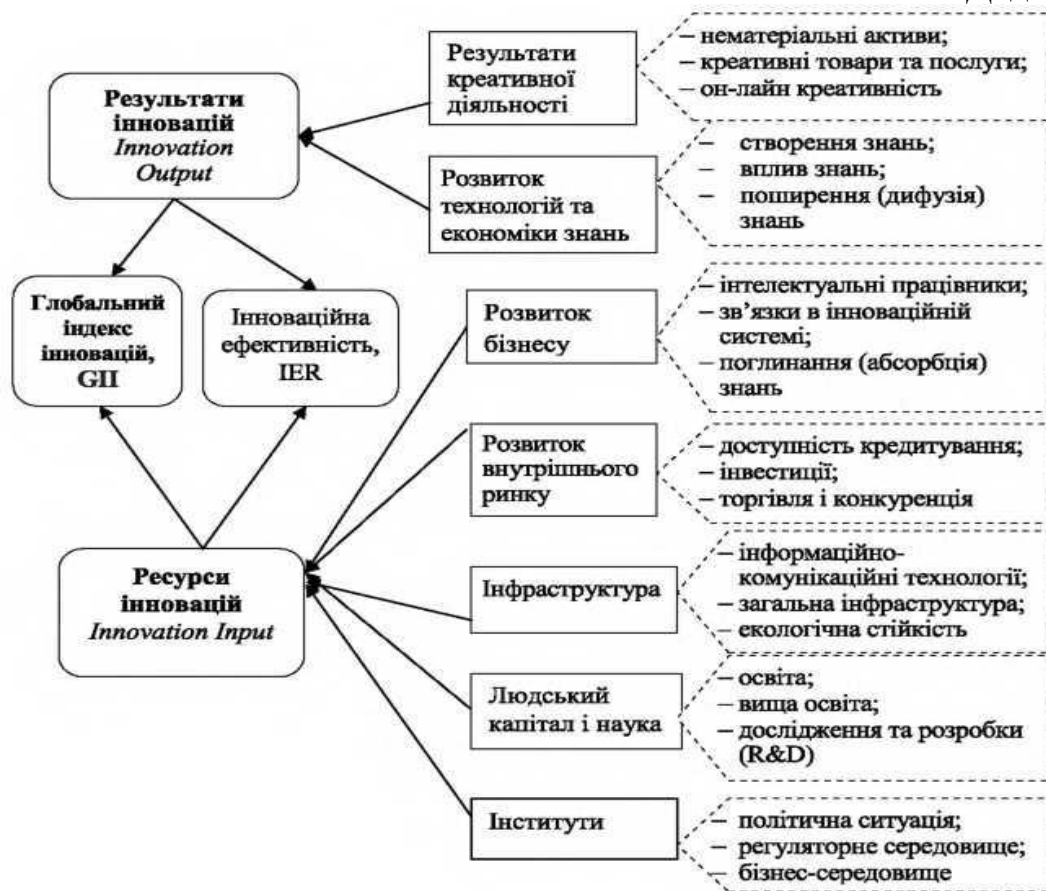 Результати
інновацій
Innovation
Output
Результати
креативної
діяльності
– нематеріальні активи;
– креативні товари та послуги;
– он-лайн креативність
Розвиток
технологій та
економіки знань
– створення знань;
– вплив знань;
– поширення (дифузія)
знань
Глобальний
індекс
інновацій,
GII
Інноваційна
ефективність,
IER
Розвиток
бізнесу
– інтелектуальні працівники;
– зв’язки в інноваційній
системі;
– поглинання (абсорбція)
знань
Розвиток
внутрішнього
ринку
– доступність кредитування;
– інвестиції;
– торгівля і конкуренція
Ресурси
інновацій
Innovation Input
Інфраструктура
– інформаційно-
комунікаційні технології;
– загальна інфраструктура;
– екологічна стійкість
Людський
капітал і наука
– освіта;
– вища освіта;
– дослідження та розробки
(R&D)
Інститути
– політична ситуація;
– регуляторне середовище;
– бізнес-середовище